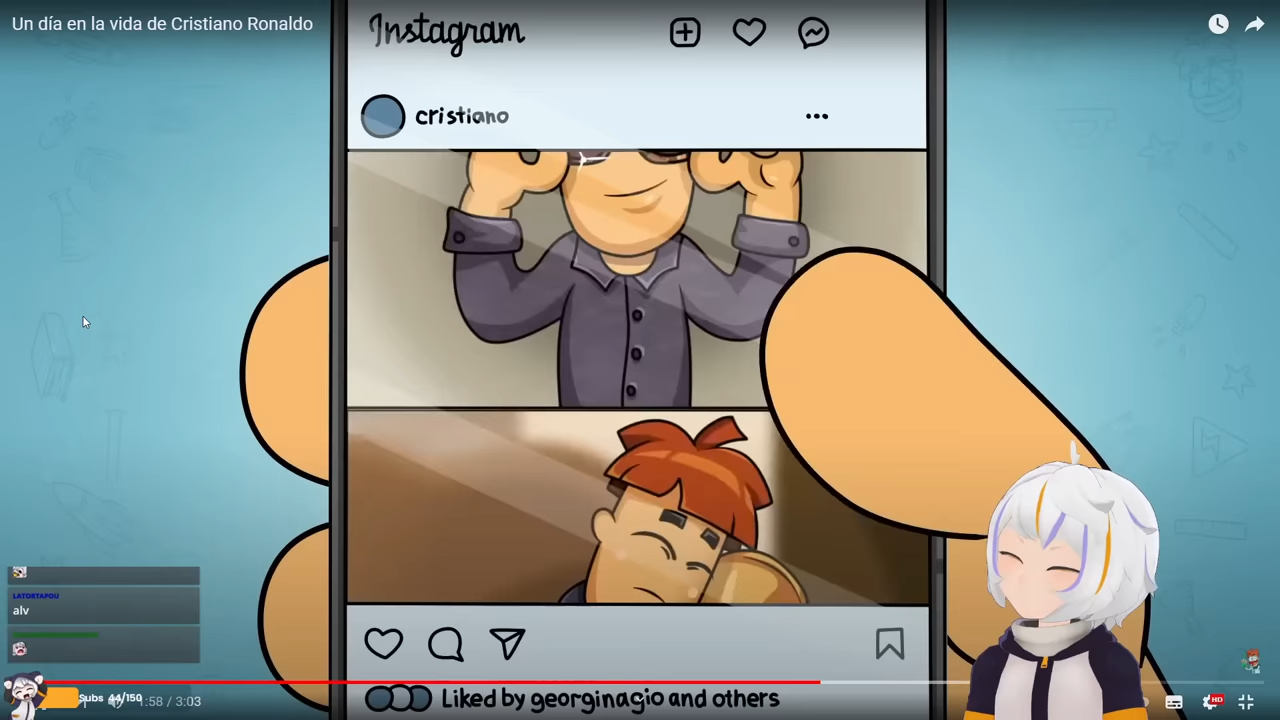 Un día en la vida de Cristiano Ronaldo
Instagram
cristiano
LATORTAPOU
alv
Subs 44/150
1:58 / 3:03
HD
Liked by georginagio and others